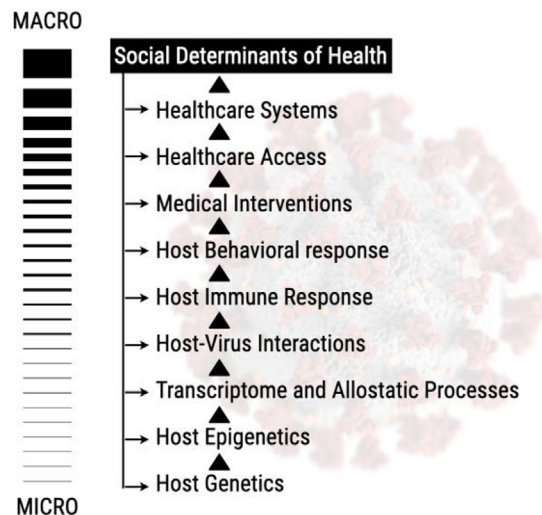 MACRO
Social Determinants of Health
Healthcare Systems
Healthcare Access
Medical Interventions
Host Behavioral response
Host Immune Response
Host-Virus Interactions
Transcriptome and Allostatic Processes
Host Epigenetics
Host Genetics
MICRO